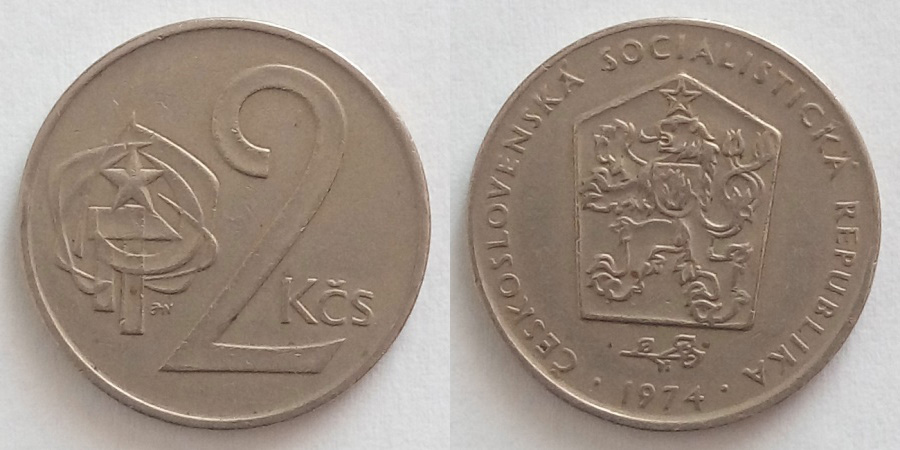 2
Kčs
ČESKOSLOVENSKÁ SOCIALISTICKÁ REPUBLIKA
· 1974 ·